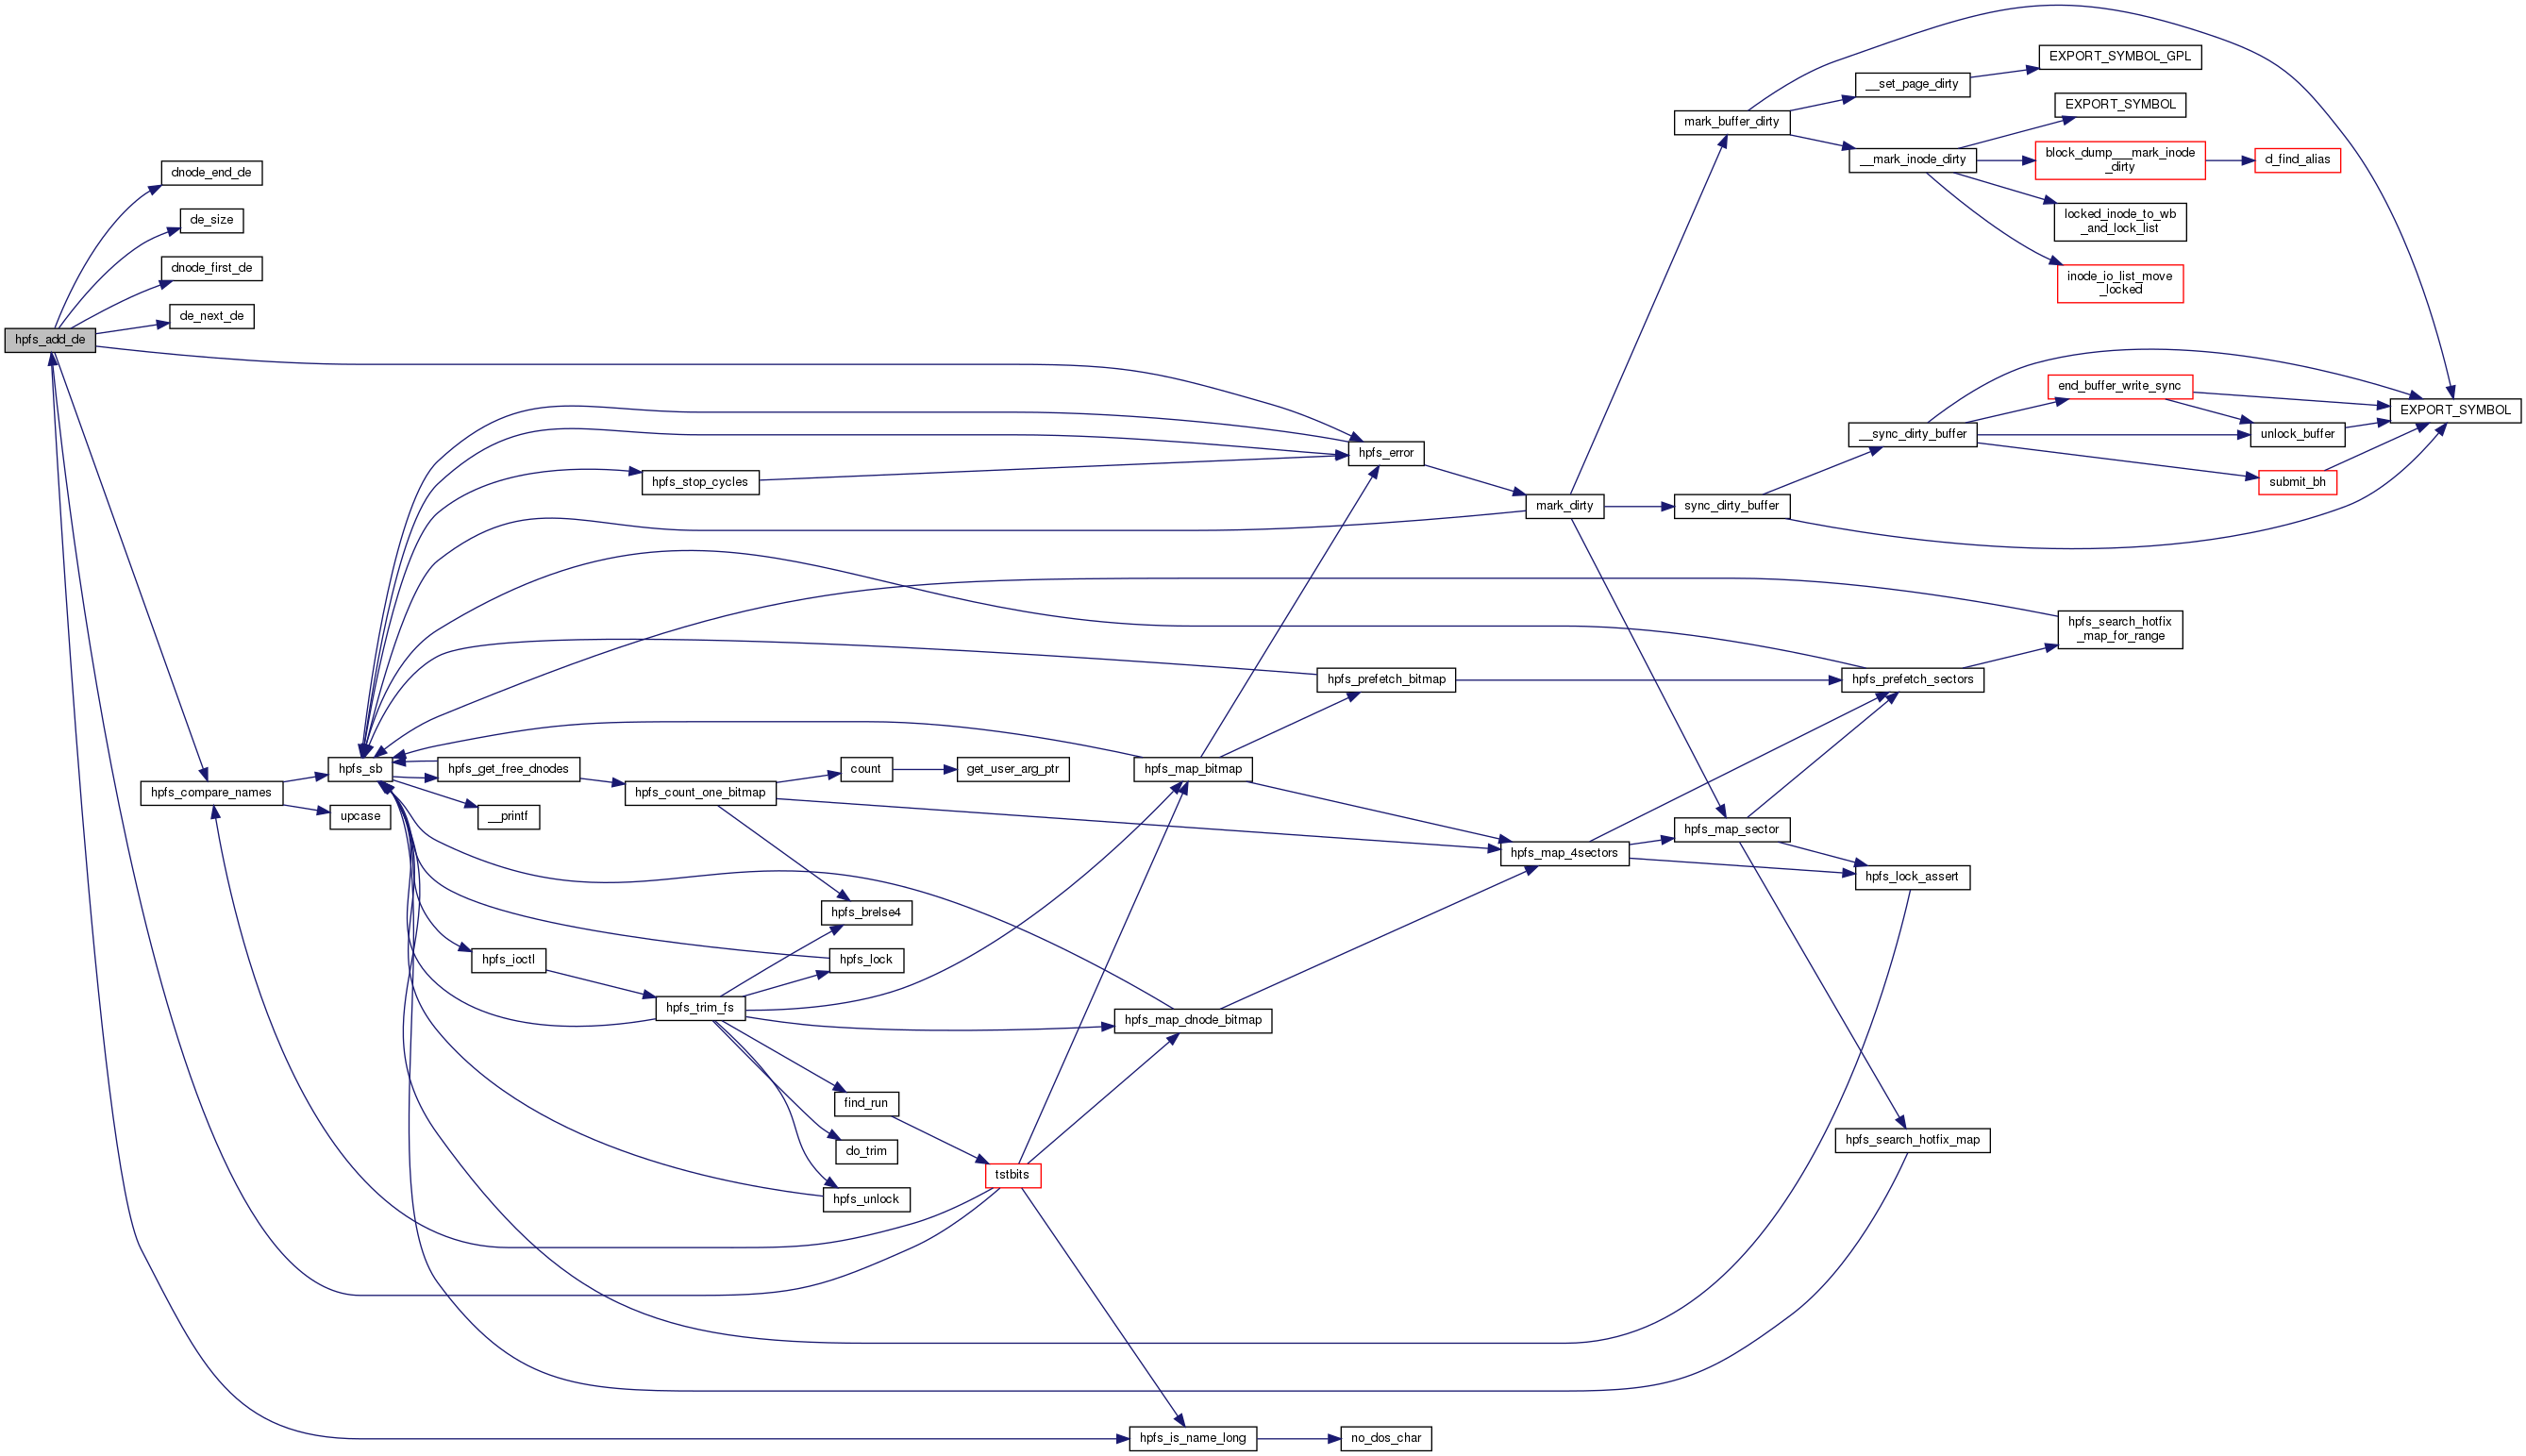 EXPORT_SYMBOL_GPL
__set_page_dirty
EXPORT_SYMBOL
mark_buffer_dirty
__mark_inode_dirty
block_dump___mark_inode
_dirty
d_find_alias
dnode_end_de
de_size
locked_inode_to_wb
_and_lock_list
dnode_first_de
inode_io_list_move
_locked
de_next_de
hpfs_add_de
end_buffer_write_sync
EXPORT_SYMBOL
__sync_dirty_buffer
unlock_buffer
hpfs_error
hpfs_stop_cycles
submit_bh
mark_dirty
sync_dirty_buffer
hpfs_search_hotfix
_map_for_range
hpfs_prefetch_bitmap
hpfs_prefetch_sectors
hpfs_sb
hpfs_get_free_dnodes
count
get_user_arg_ptr
hpfs_map_bitmap
hpfs_compare_names
hpfs_count_one_bitmap
upcase
__printf
hpfs_map_sector
hpfs_map_4sectors
hpfs_lock_assert
hpfs_brelse4
hpfs_ioctl
hpfs_lock
hpfs_trim_fs
hpfs_map_dnode_bitmap
find_run
do_trim
hpfs_search_hotfix_map
tstbits
hpfs_unlock
hpfs_is_name_long
no_dos_char